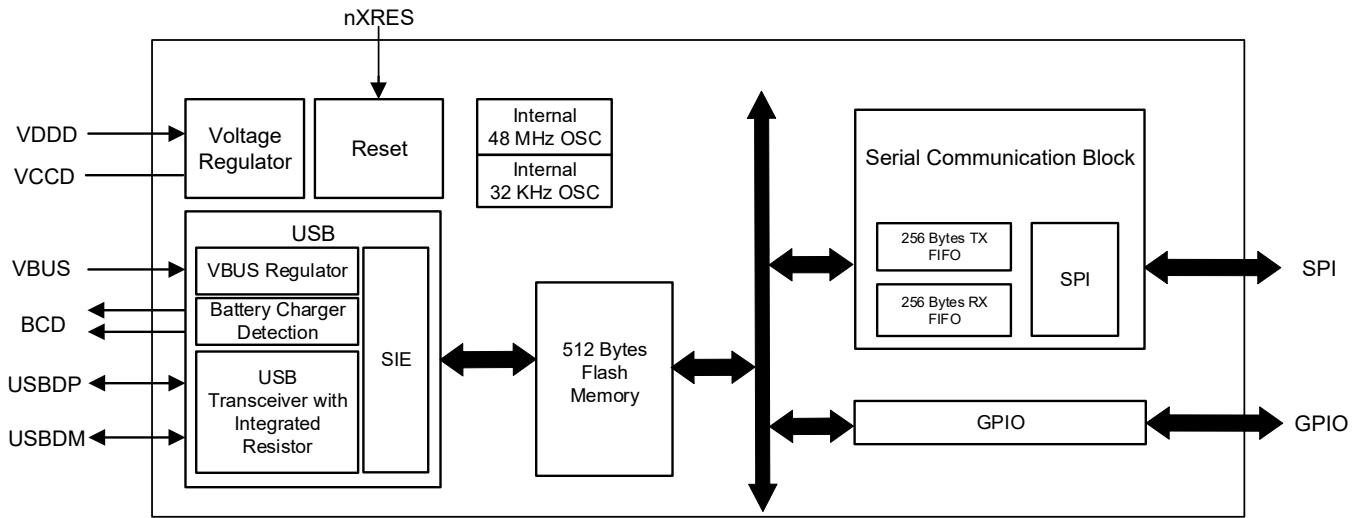 nXRES
VDDD
VCCD
Voltage
Regulator
Reset
Internal
48 MHz OSC
Internal
32 KHz OSC
VBUS
BCD
USBDP
USBDM
USB
VBUS Regulator
Battery Charger
Detection
USB
Transceiver with
Integrated
Resistor
SIE
512 Bytes
Flash
Memory
Serial Communication Block
256 Bytes TX
FIFO
256 Bytes RX
FIFO
SPI
SPI
GPIO
GPIO